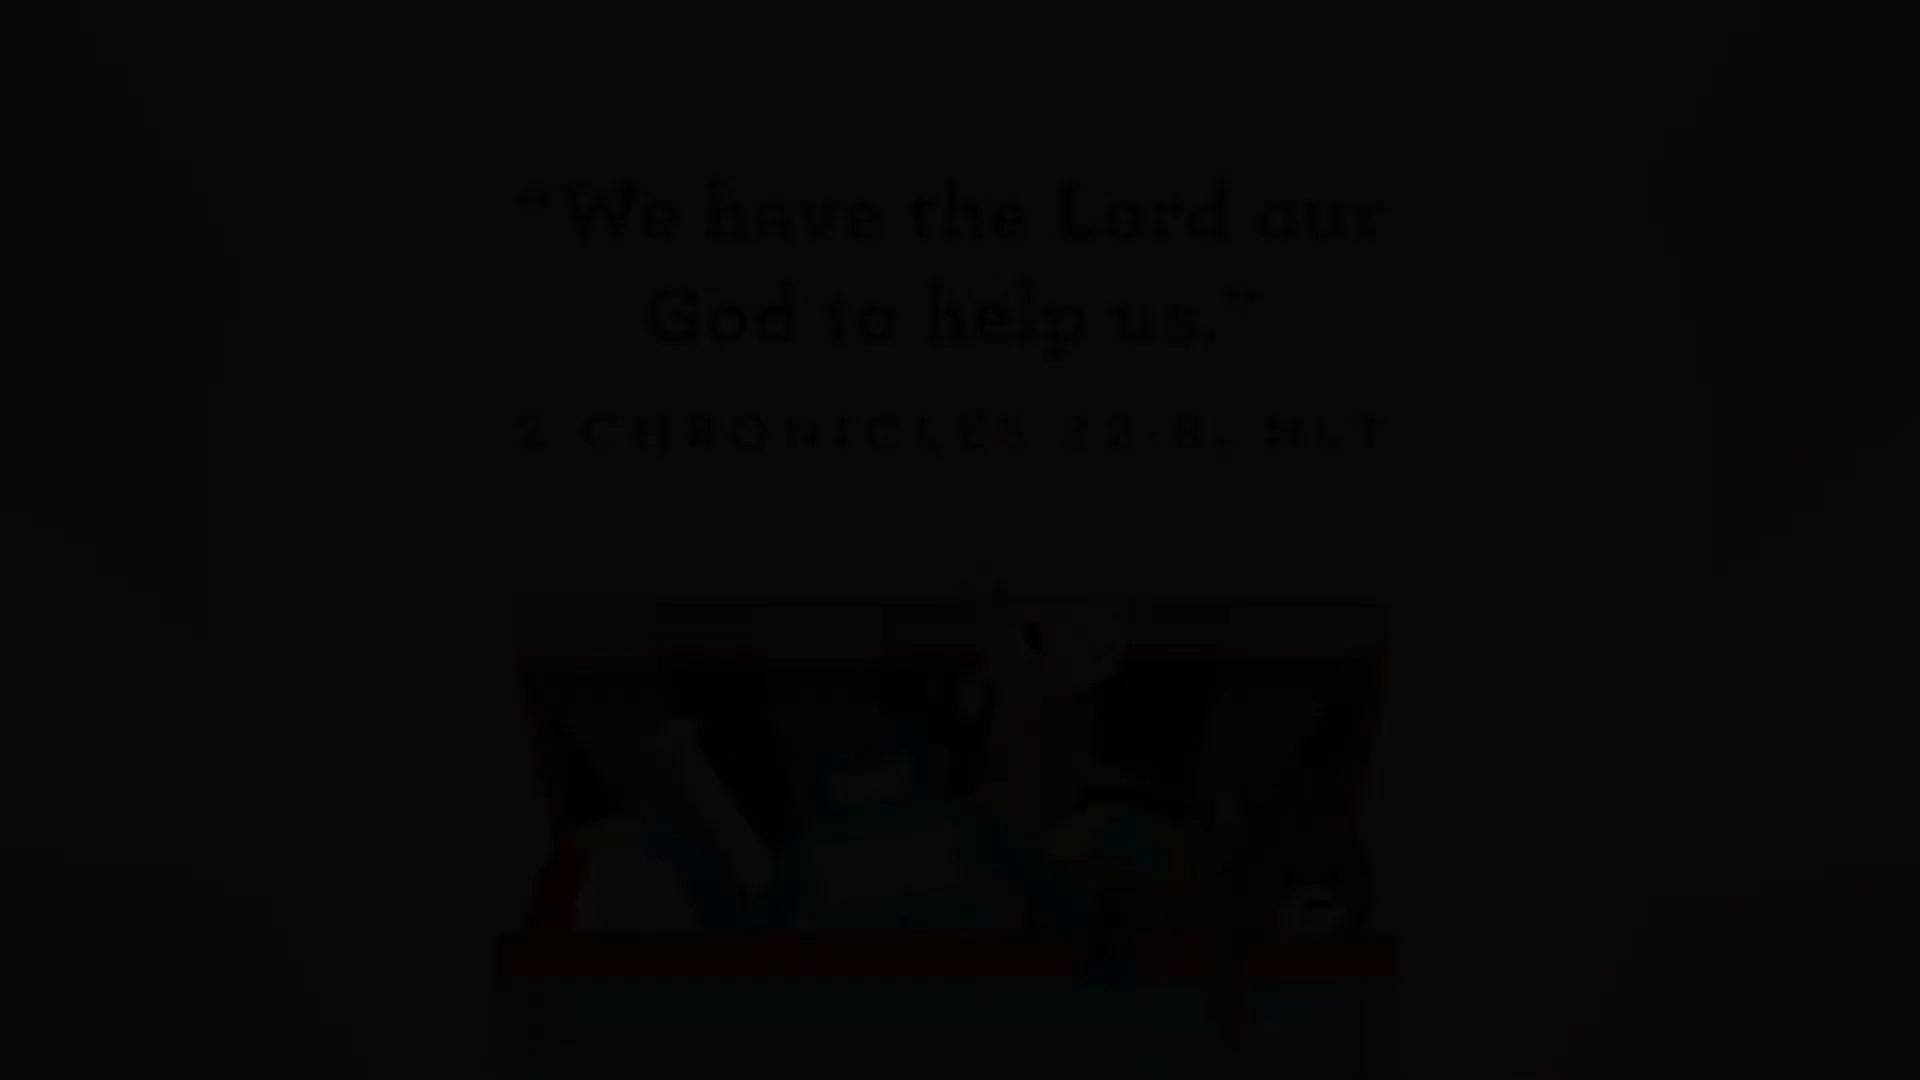 “We have the Lord our
God to help us.”
2 CHRONICLES 32:8, NLT